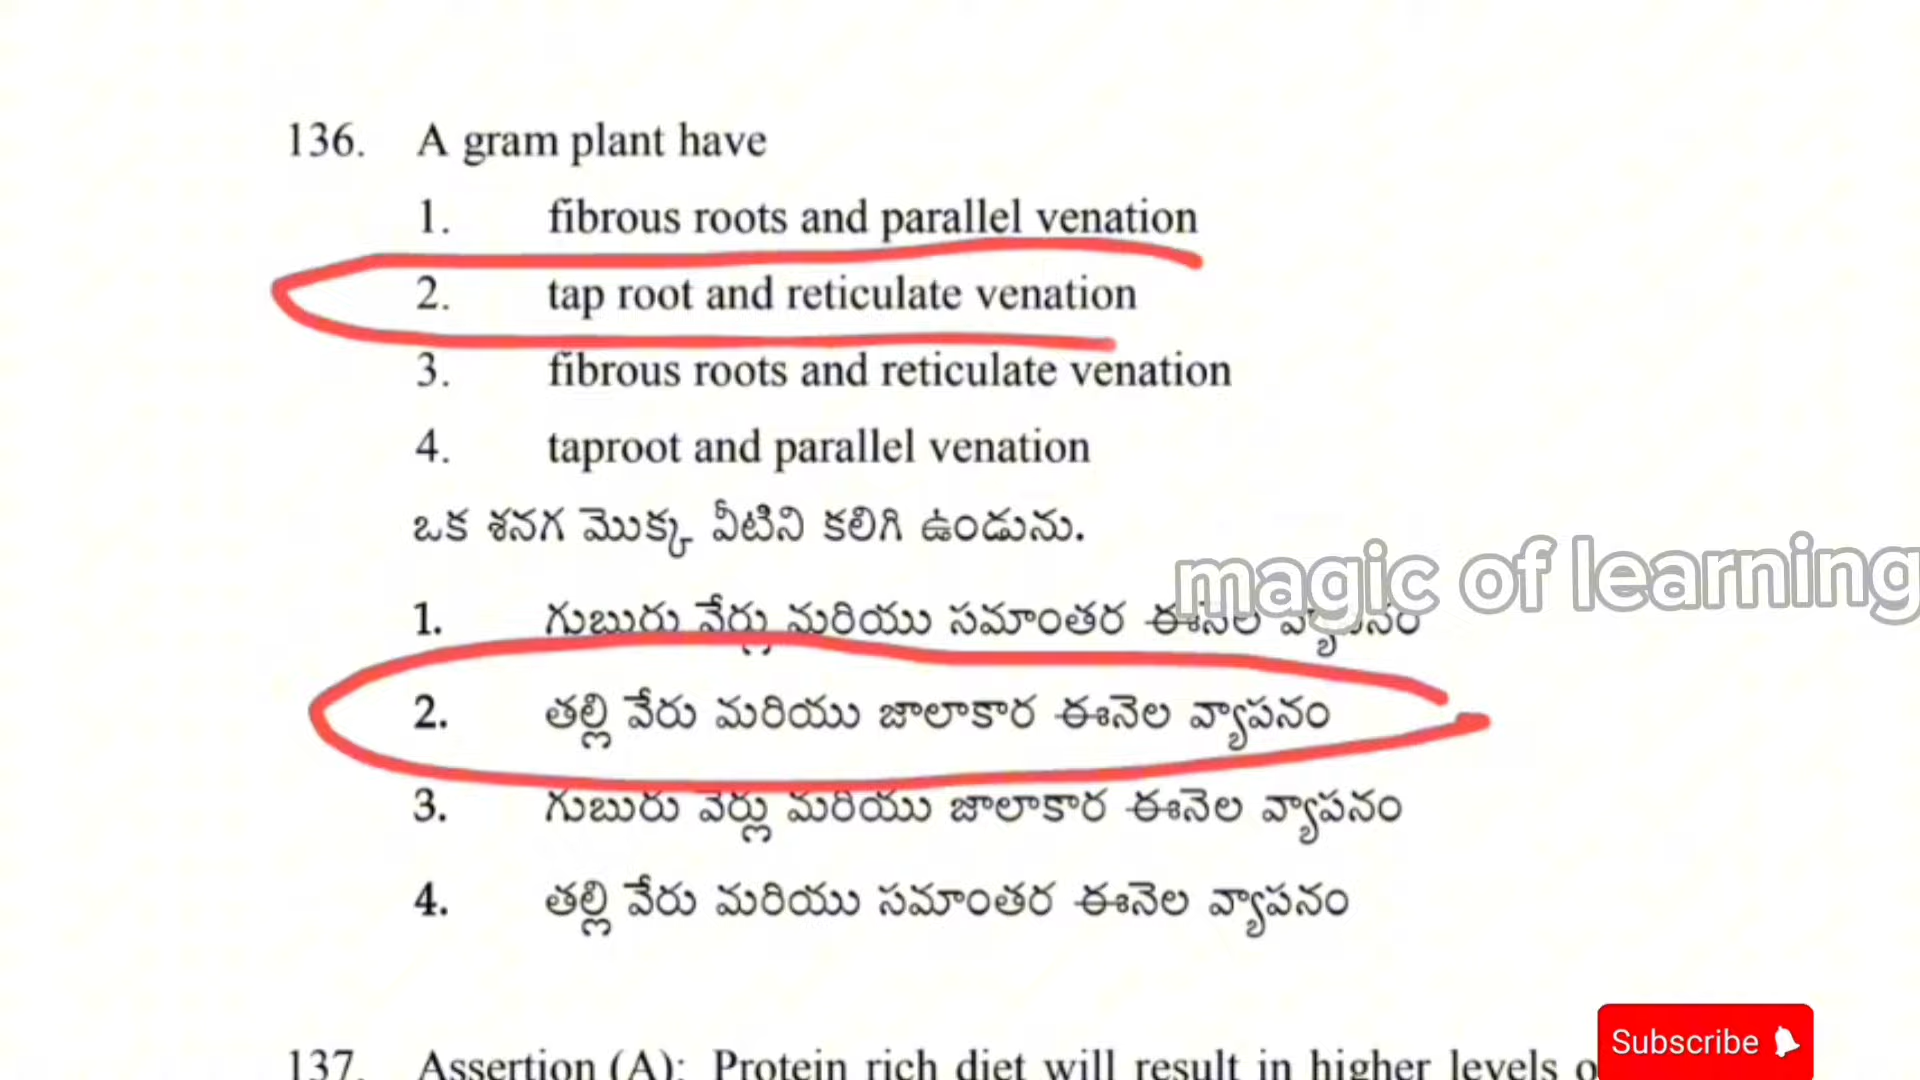 136. A gram plant have
1. fibrous roots and parallel venation
2. tap root and reticulate venation
3. fibrous roots and reticulate venation
4. taproot and parallel venation
ఒక శనగ మొక్క వీటిని కలిగి ఉండును.
magic of learning
1. గుబురు వేర్లు మరియు సమాంతర ఈనెల వ్యాపనం
2. తల్లి వేరు మరియు జాలాకార ఈనెల వ్యాపనం
3. గుబురు వేర్లు మరియు జాలాకార ఈనెల వ్యాపనం
4. తల్లి వేరు మరియు సమాంతర ఈనెల వ్యాపనం
Subscribe
137. Assertion (A): Protein rich diet will result in higher levels